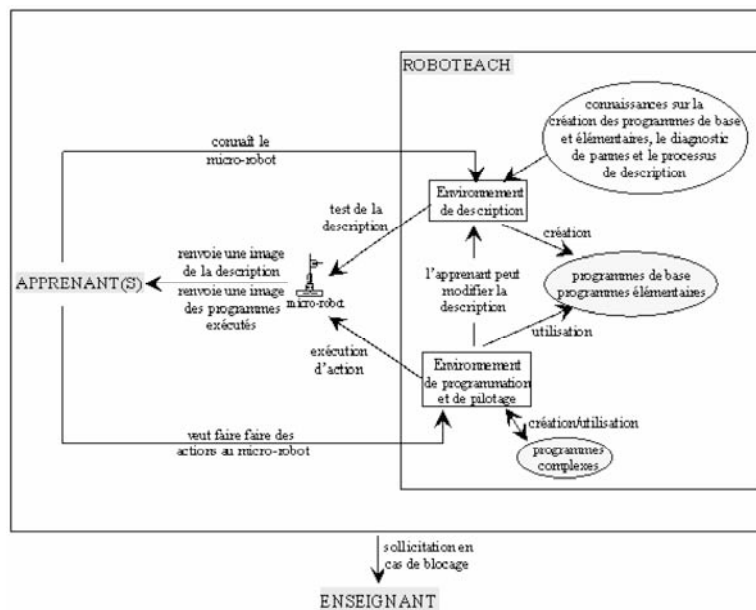 ROBOTEACH
connaissances sur la
création des programmes de base
et élémentaires, le diagnostic
de pannes et le processus
de description
connaît le
micro-robot
Environnement
de description
test de la
description
création
renvoie une image
de la description
APPRENANT(S)
renvoie une image
des programmes
exécutés
micro-robot
l'apprenant peut
modifier la
description
programmes de base
programmes élémentaires
utilisation
exécution
d'action
Environnement
de programmation
et de pilotage
création/utilisation
veut faire faire des
actions au micro-robot
programmes
complexes
sollicitation en
cas de blocage
ENSEIGNANT